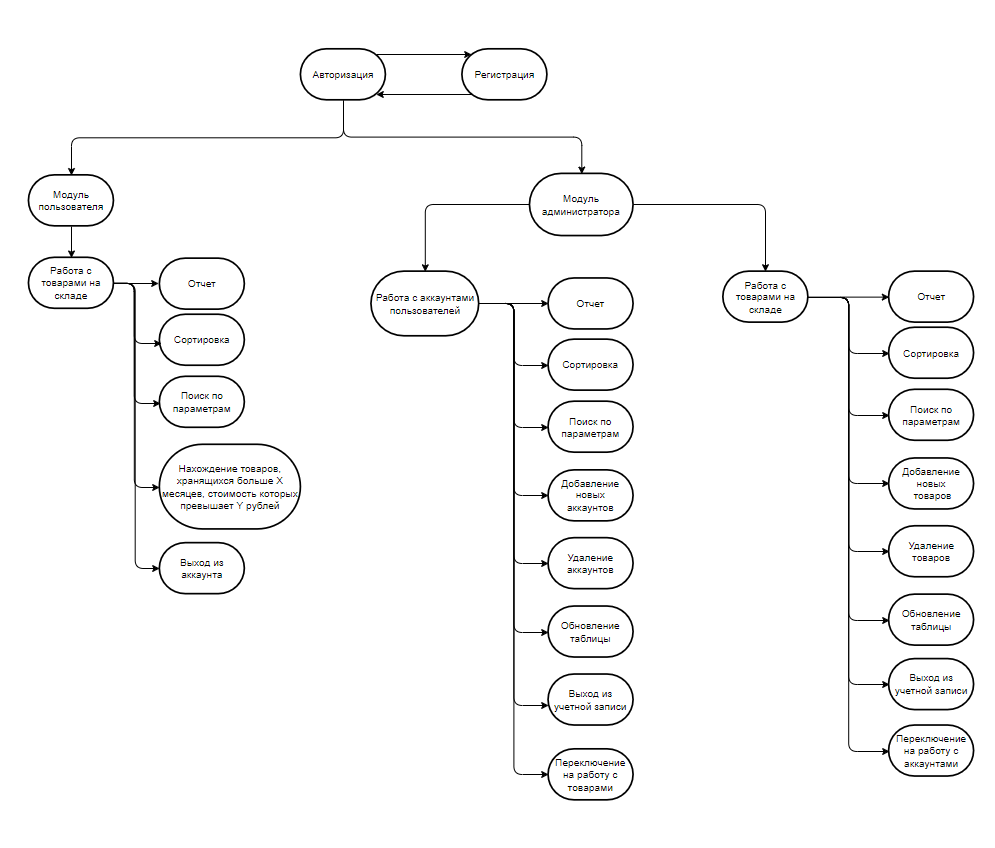 Авторизация
Регистрация
Модуль
пользователя
Модуль
администратора
Работа с
товарами на
складе
Отчет
Сортировка
Поиск по
параметрам
Нахождение товаров,
хранящихся больше X
месяцев, стоимость которых
превышает Y рублей
Выход из
аккаунта
Работа с аккаунтами
пользователей
Отчет
Сортировка
Поиск по
параметрам
Добавление
новых
аккаунтов
Удаление
аккаунтов
Обновление
таблицы
Выход из
учетной записи
Переключение
на работу с
товарами
Работа с
товарами на
складе
Отчет
Сортировка
Поиск по
параметрам
Добавление
новых
товаров
Удаление
товаров
Обновление
таблицы
Выход из
учетной записи
Переключение
на работу с
аккаунтами